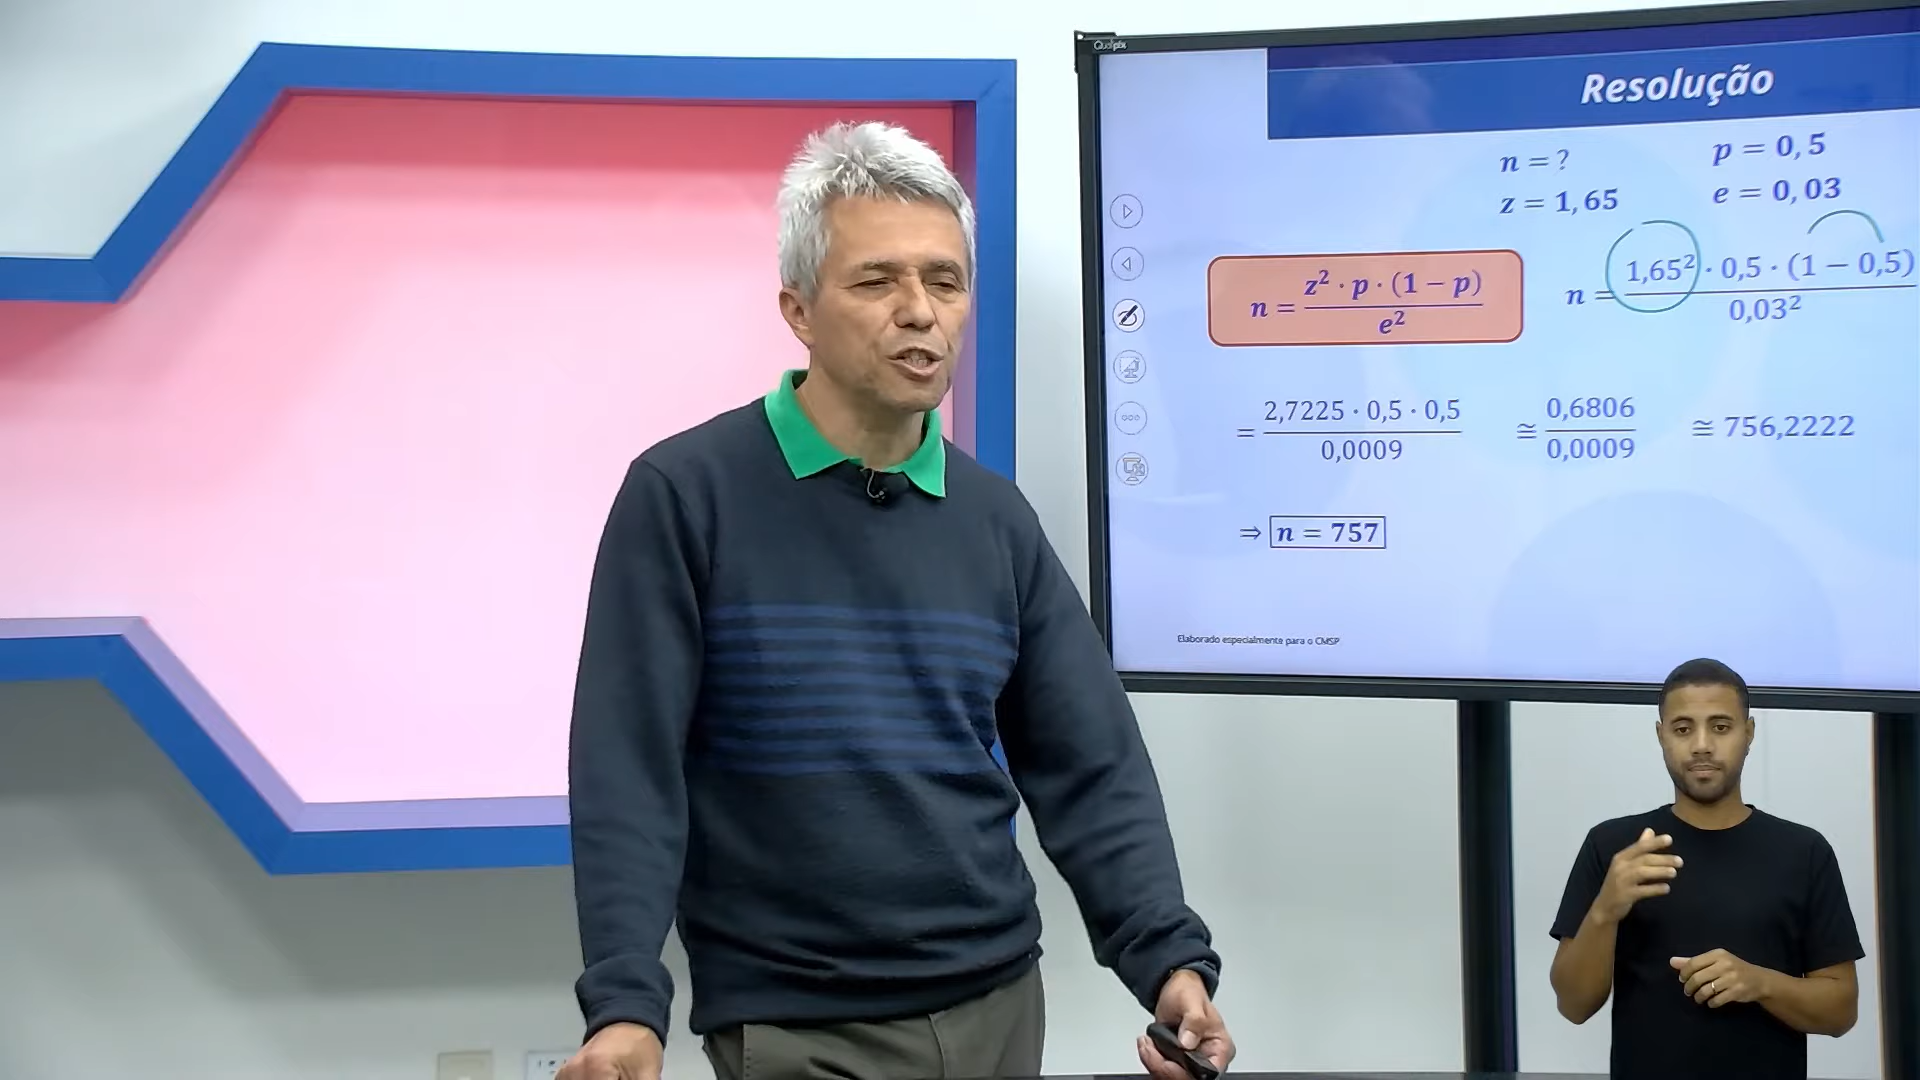 Qualipix
Resolução
n = ?
p = 0,5
z = 1,65
e = 0,03
n = z² · p · (1 − p) / e²
n = 1,65² · 0,5 · (1 − 0,5) / 0,03²
= 2,7225 · 0,5 · 0,5 / 0,0009 ≅ 0,6806 / 0,0009 ≅ 756,2222
⇒ n = 757
Elaborado especialmente para o CMSP